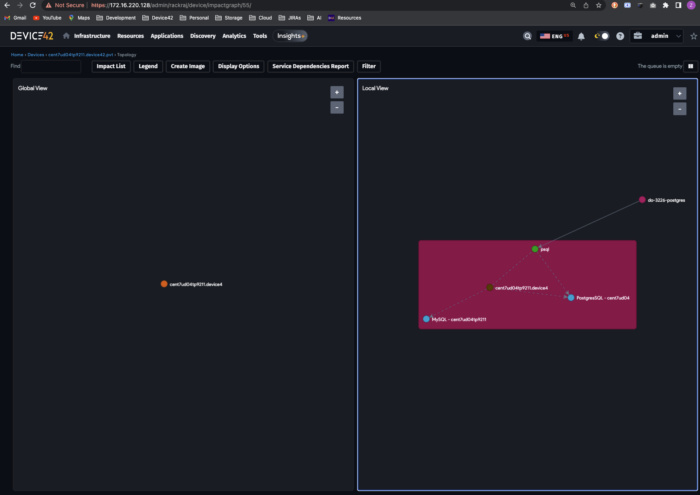 Not Secure | https://172.16.220.128/admin/rackraj/device/impactgraph/55/
Gmail YouTube Maps Development Device42 Personal Storage Cloud JIRAs AI Resources
DEVICE42 Infrastructure Resources Applications Discovery Analytics Tools Insights+ ENG admin
Home › Devices › cent7ud04tp9211.device42.pvt › Topology
Find Impact List Legend Create Image Display Options Service Dependencies Report Filter The queue is empty
Global View
+
-
cent7ud04tp9211.device4
Local View
+
-
do-3226-postgres
psql
cent7ud04tp9211.device4
PostgresSQL - cent7ud04
MySQL - cent7ud04tp9211